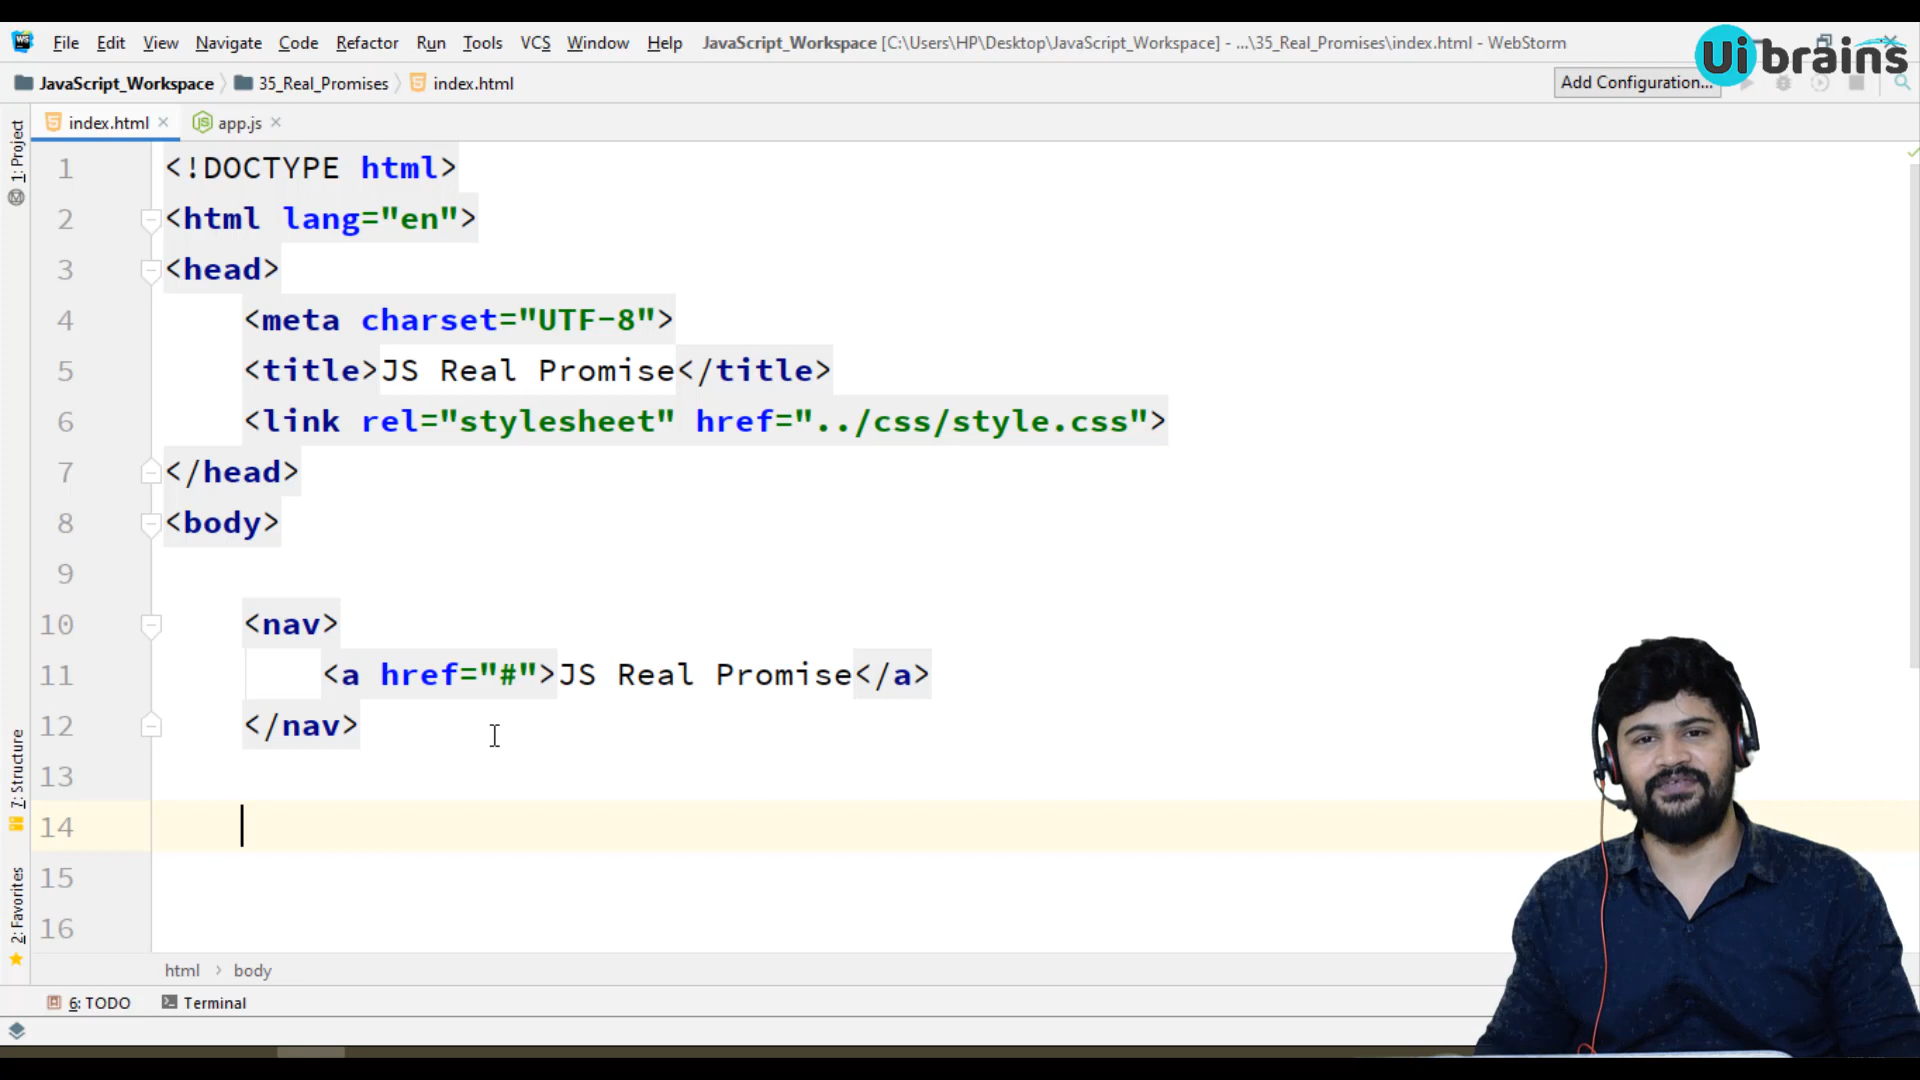 File Edit View Navigate Code Refactor Run Tools VCS Window Help JavaScript_Workspace [C:\Users\HP\Desktop\JavaScript_Workspace] - ...\35_Real_Promises\index.html - WebStorm
Ui brains
JavaScript_Workspace 35_Real_Promises index.html
Add Configuration...
index.html app.js
1: Project
1 <!DOCTYPE html>
2 <html lang="en">
3 <head>
4 <meta charset="UTF-8">
5 <title>JS Real Promise</title>
6 <link rel="stylesheet" href="../css/style.css">
7 </head>
8 <body>
9
10 <nav>
11 <a href="#">JS Real Promise</a>
12 </nav>
13
14
15
16
7: Structure
2: Favorites
html body
6: TODO Terminal